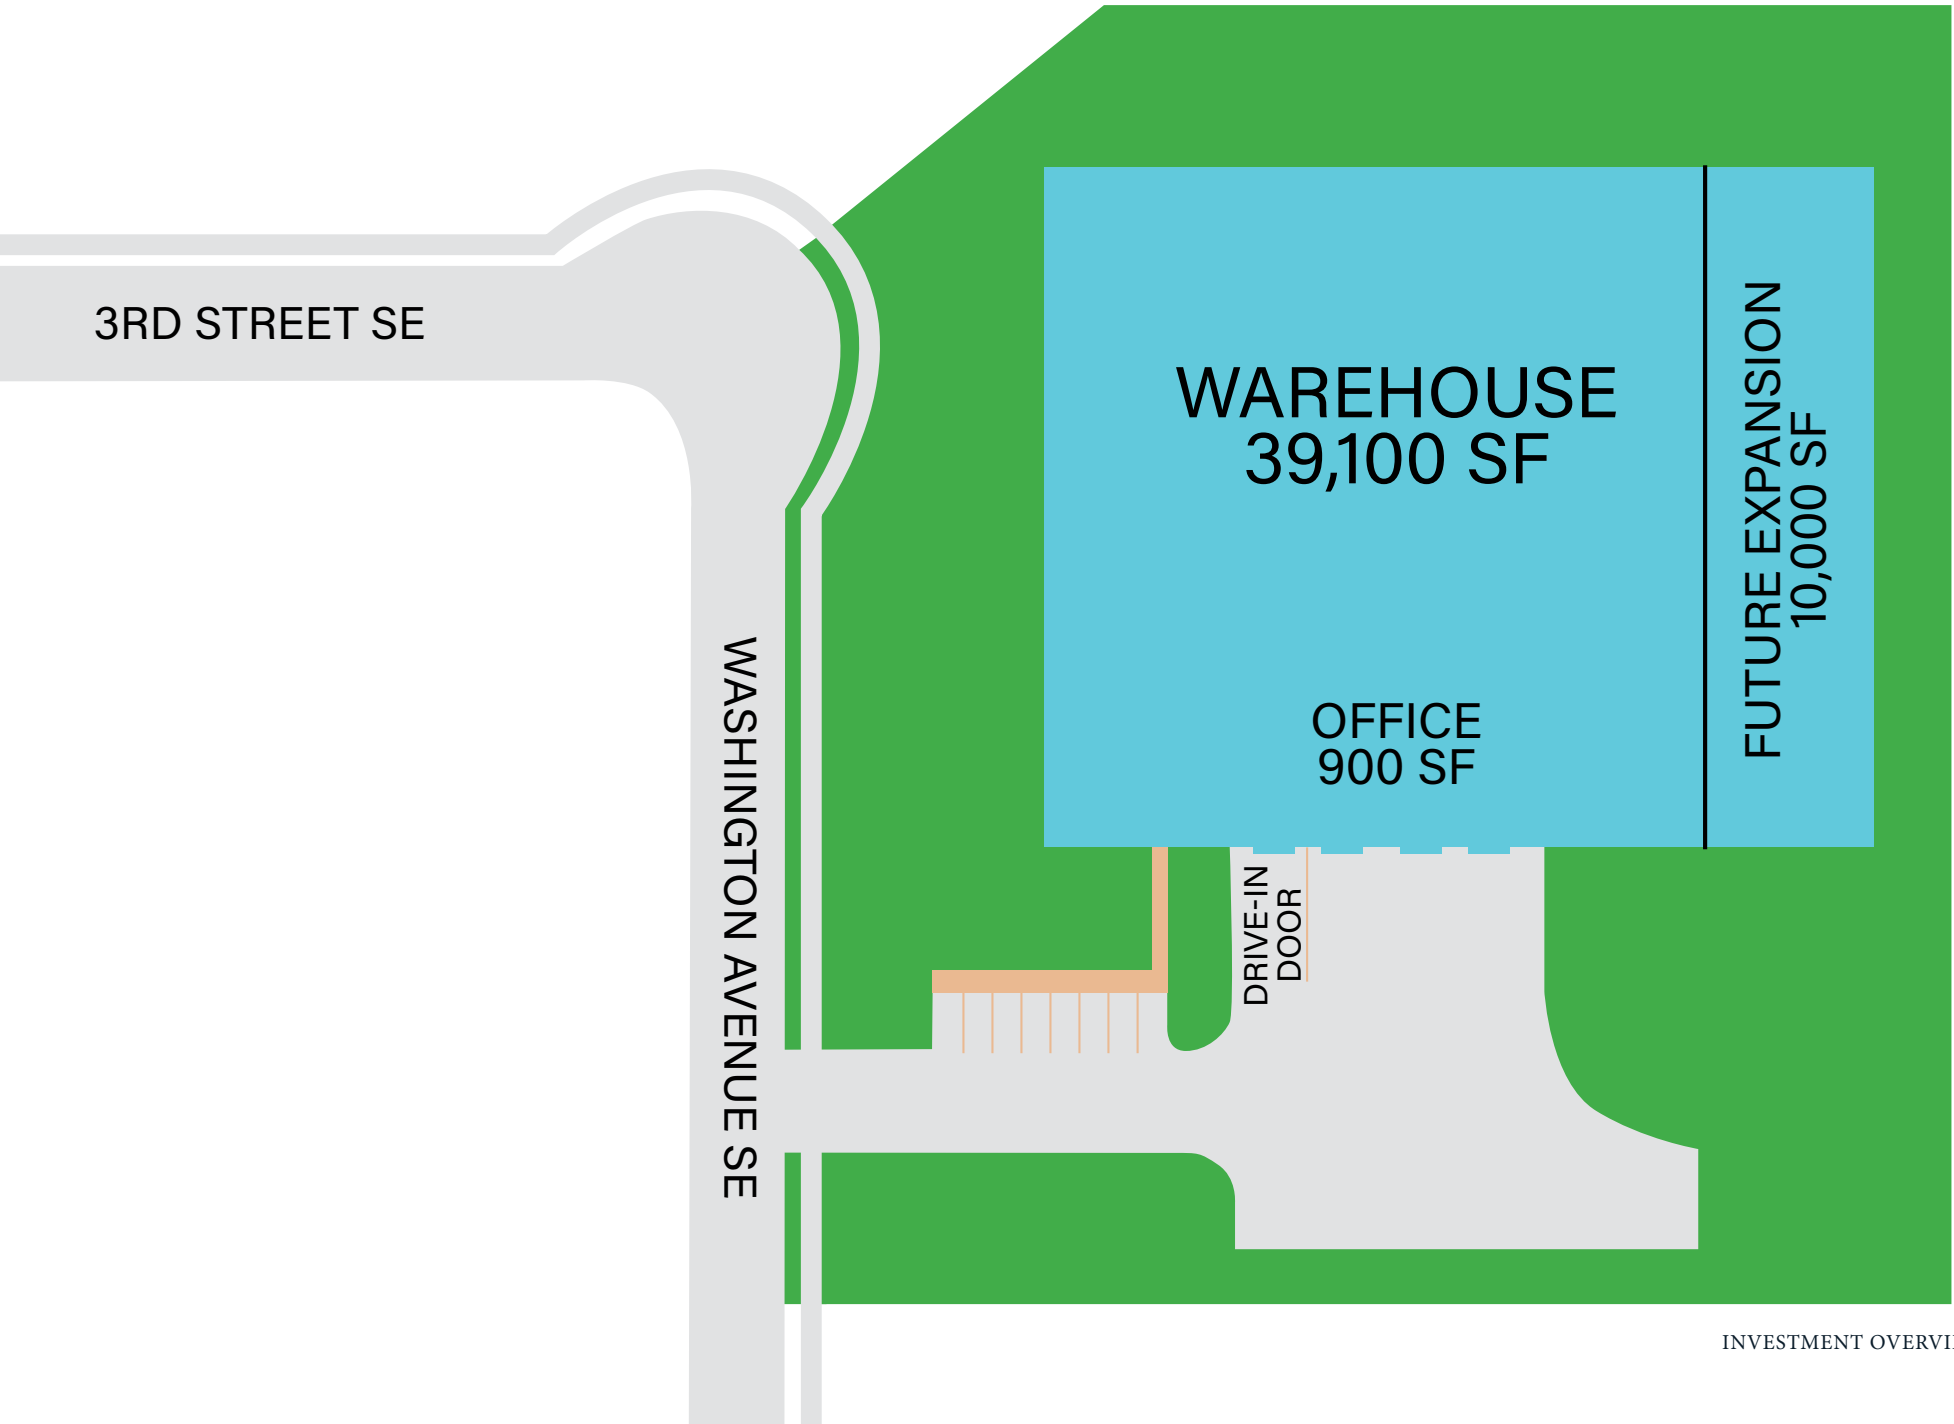 3RD STREET SE
WAREHOUSE
39,100 SF
FUTURE EXPANSION
10,000 SF
OFFICE
900 SF
WASHINGTON AVENUE SE
DRIVE-IN
DOOR
INVESTMENT